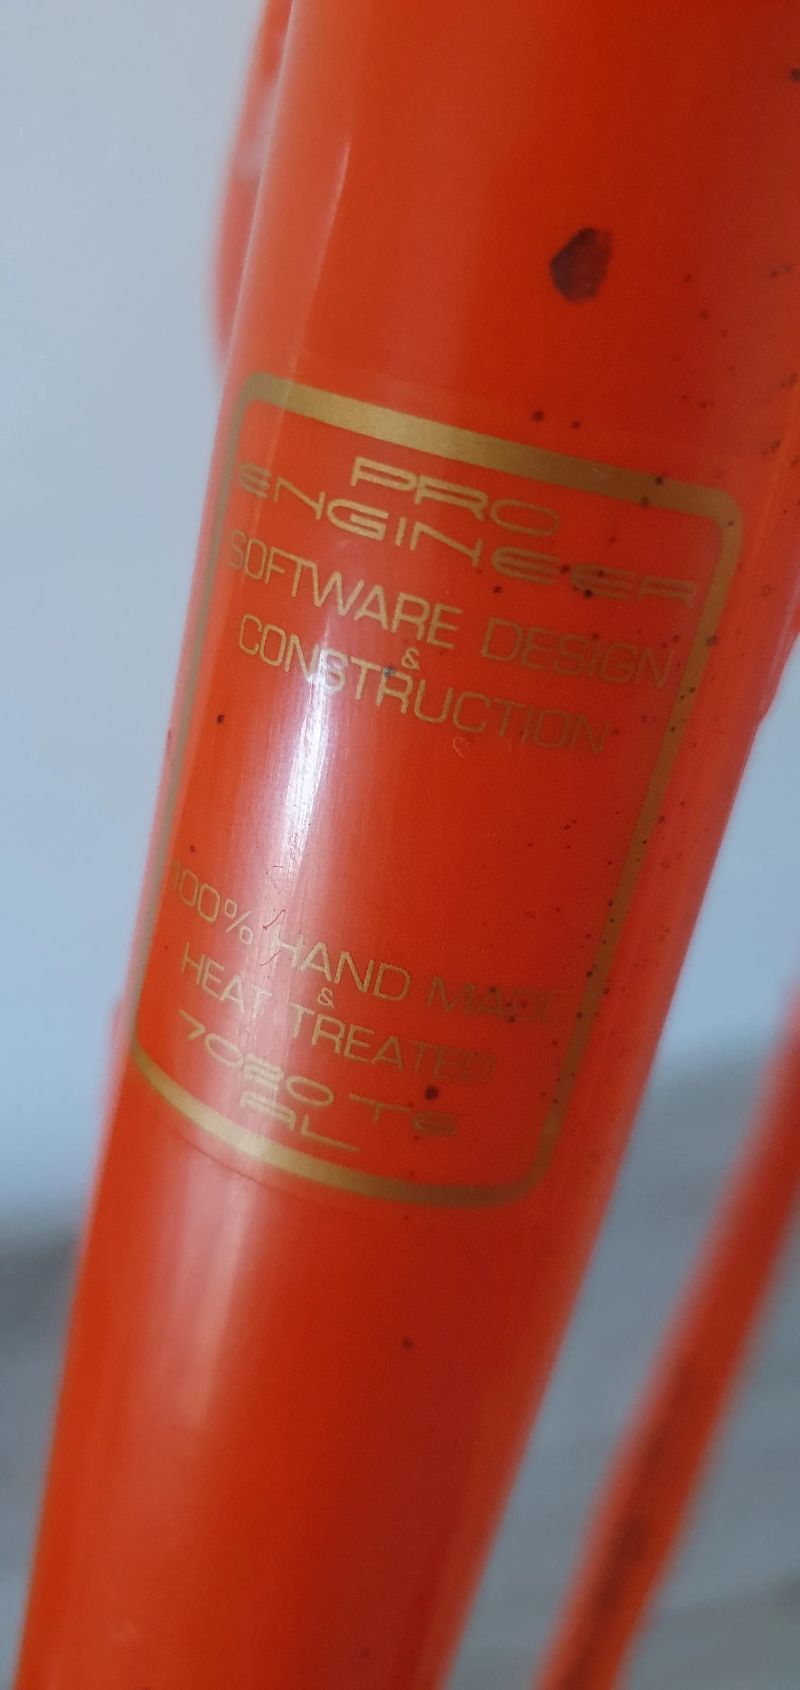 PRO
ENGINEER
SOFTWARE DESIGN
&
CONSTRUCTION
100% HAND MADE
&
HEAT TREATED
7020 T6
AL